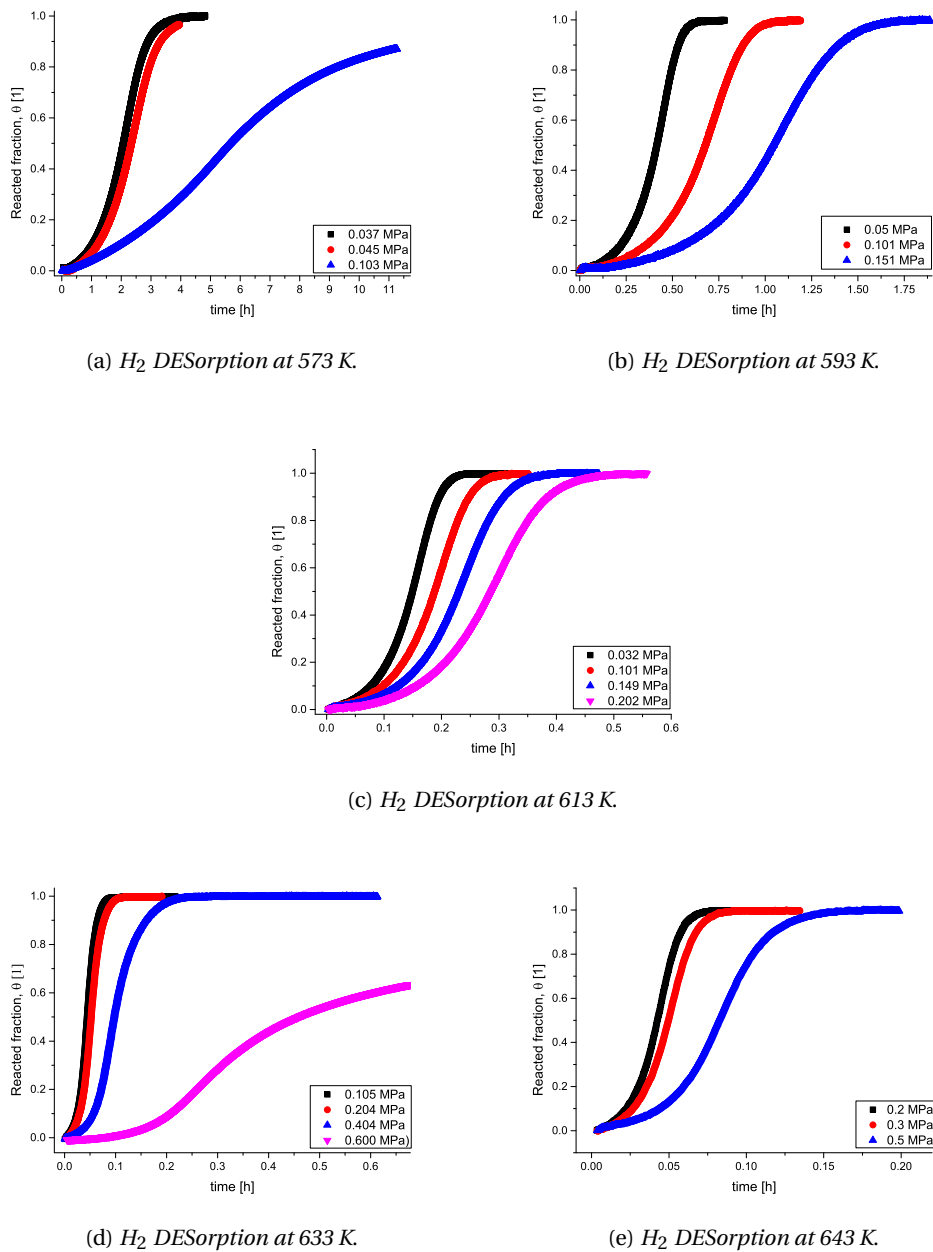 1.0
0.8
0.6
0.4
0.2
0.0
Reacted fraction, θ [1]
0 1 2 3 4 5 6 7 8 9 10 11
time [h]
0.037 MPa
0.045 MPa
0.103 MPa
(a) H2 DESorption at 573 K.
1.0
0.8
0.6
0.4
0.2
0.0
Reacted fraction, θ [1]
0.00 0.25 0.50 0.75 1.00 1.25 1.50 1.75
time [h]
0.05 MPa
0.101 MPa
0.151 MPa
(b) H2 DESorption at 593 K.
1.0
0.8
0.6
0.4
0.2
0.0
Reacted fraction, θ [1]
0.0 0.1 0.2 0.3 0.4 0.5 0.6
time [h]
0.032 MPa
0.101 MPa
0.149 MPa
0.202 MPa
(c) H2 DESorption at 613 K.
1.0
0.8
0.6
0.4
0.2
0.0
Reacted fraction, θ [1]
0.0 0.1 0.2 0.3 0.4 0.5 0.6
time [h]
0.105 MPa
0.204 MPa
0.404 MPa
0.600 MPa)
(d) H2 DESorption at 633 K.
1.0
0.8
0.6
0.4
0.2
0.0
Reacted fraction, θ [1]
0.00 0.05 0.10 0.15 0.20
time [h]
0.2 MPa
0.3 MPa
0.5 MPa
(e) H2 DESorption at 643 K.